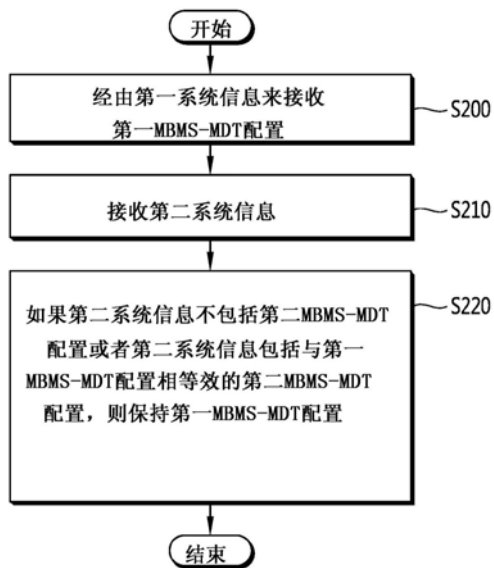 开始
经由第一系统信息来接收
第一MBMS-MDT配置
S200
接收第二系统信息
S210
如果第二系统信息不包括第二MBMS-MDT
配置或者第二系统信息包括与第一
MBMS-MDT配置相等效的第二MBMS-MDT
配置，则保持第一MBMS-MDT配置
S220
结束